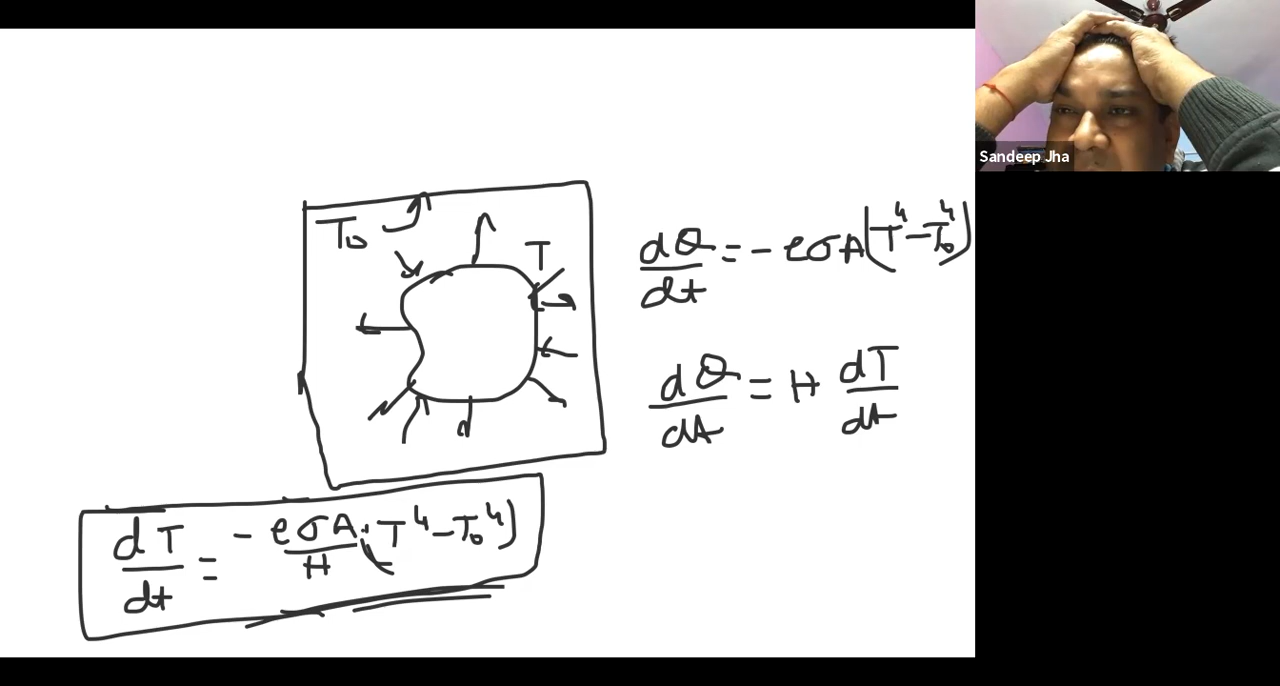 Sandeep Jha
T₀
T
dQ/dt = - eσA(T⁴ - T₀⁴)
dQ/dt = H dT/dt
dT/dt = - eσA/H (T⁴ - T₀⁴)